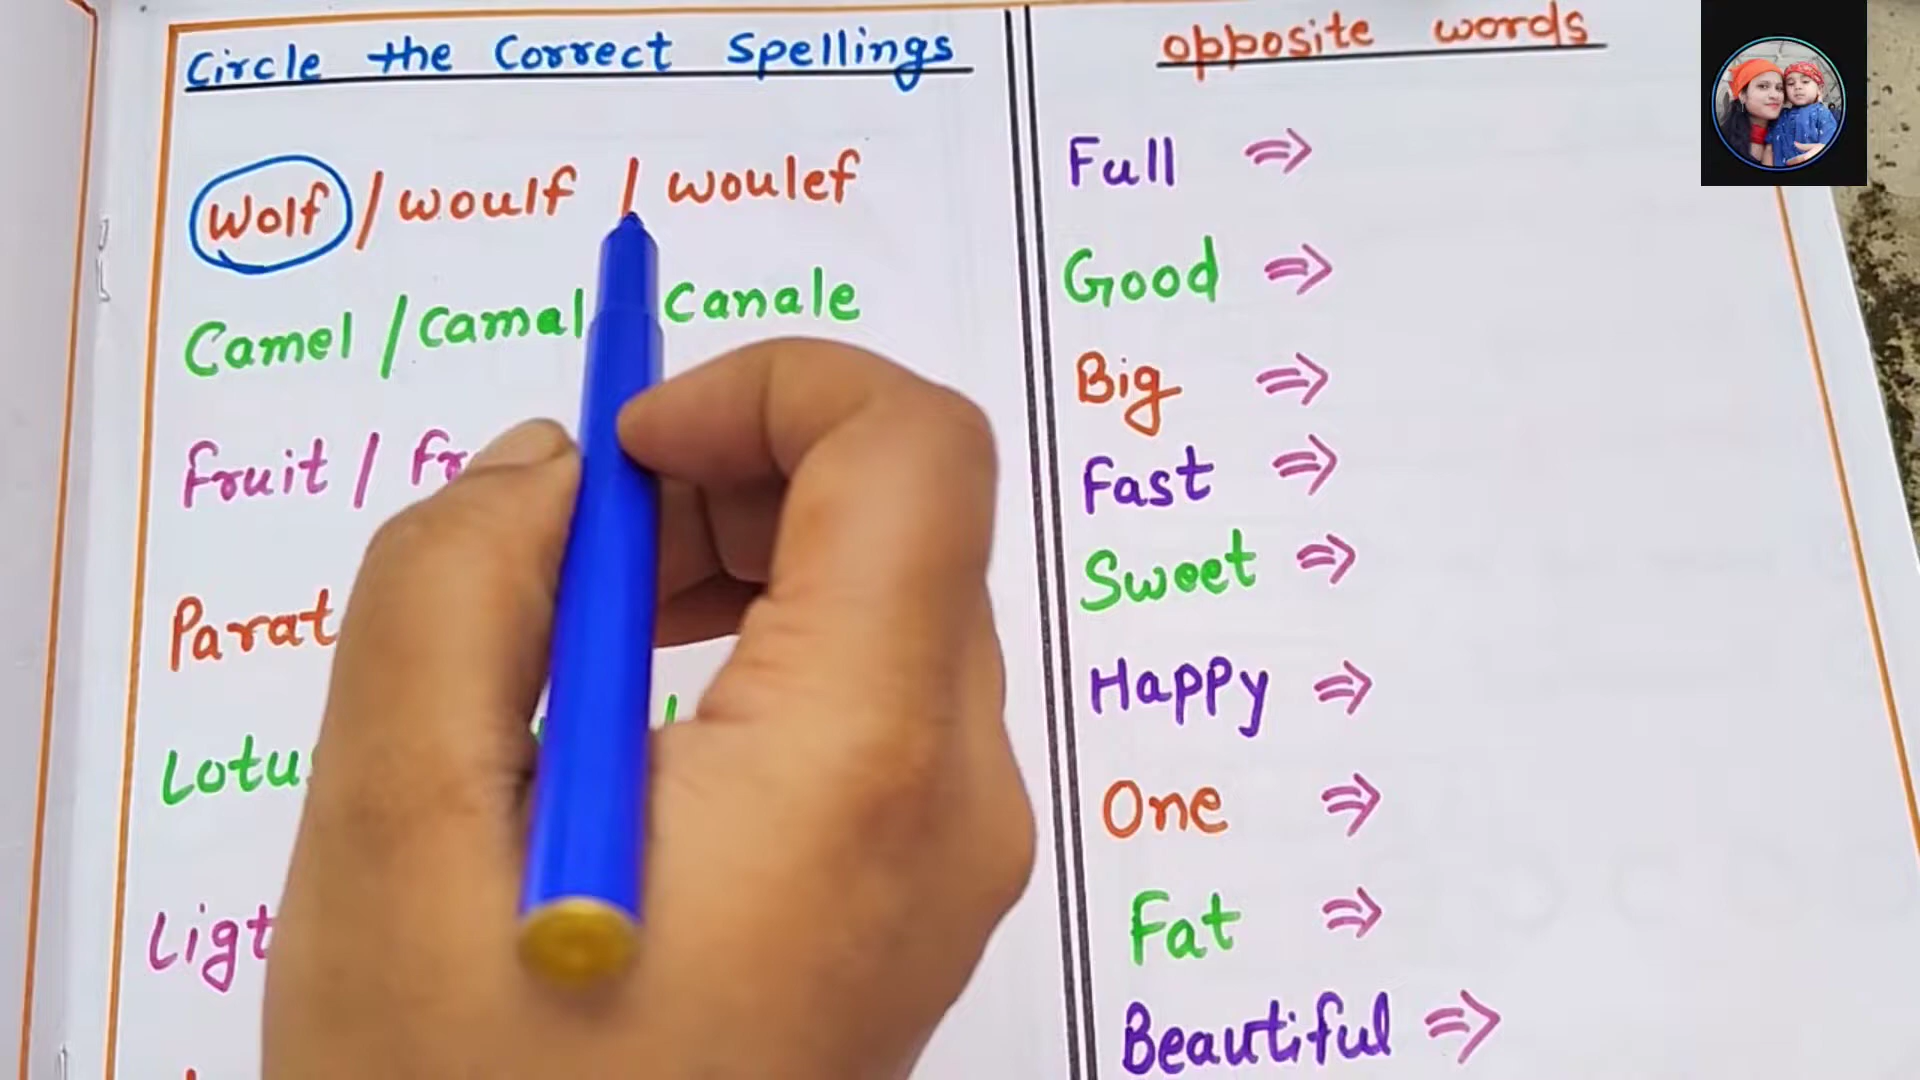 Circle the Correct Spellings
Wolf / woulf / woulef
Camel / Camal Canale
Fruit / Fr
Parat
Lotus
Ligt
opposite words
Full ⇒
Good ⇒
Big ⇒
Fast ⇒
Sweet ⇒
Happy ⇒
One ⇒
Fat ⇒
Beautiful ⇒